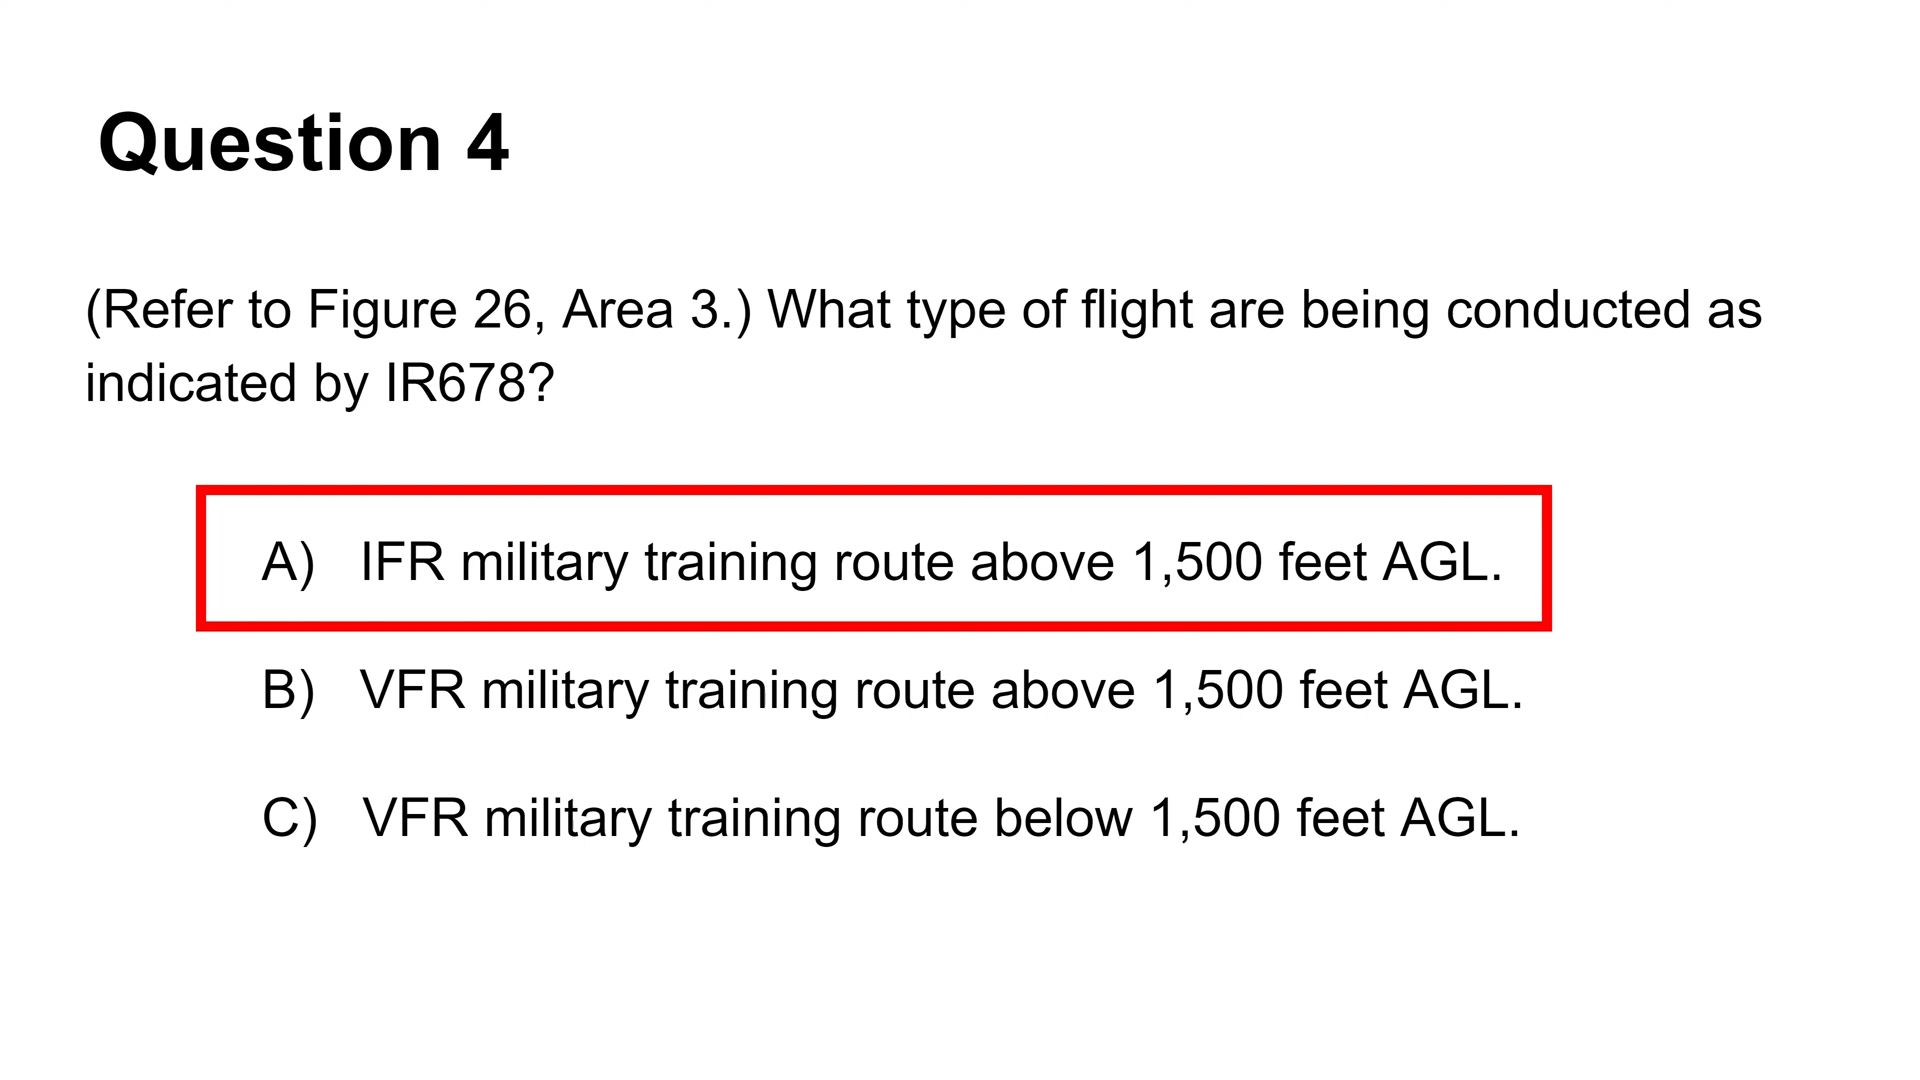 Question 4
(Refer to Figure 26, Area 3.) What type of flight are being conducted as
indicated by IR678?
A) IFR military training route above 1,500 feet AGL.
B) VFR military training route above 1,500 feet AGL.
C) VFR military training route below 1,500 feet AGL.